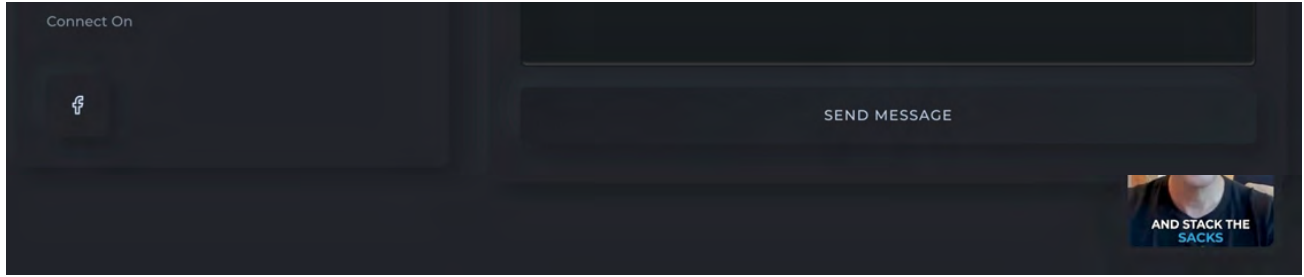 Connect On
SEND MESSAGE
AND STACK THE
SACKS